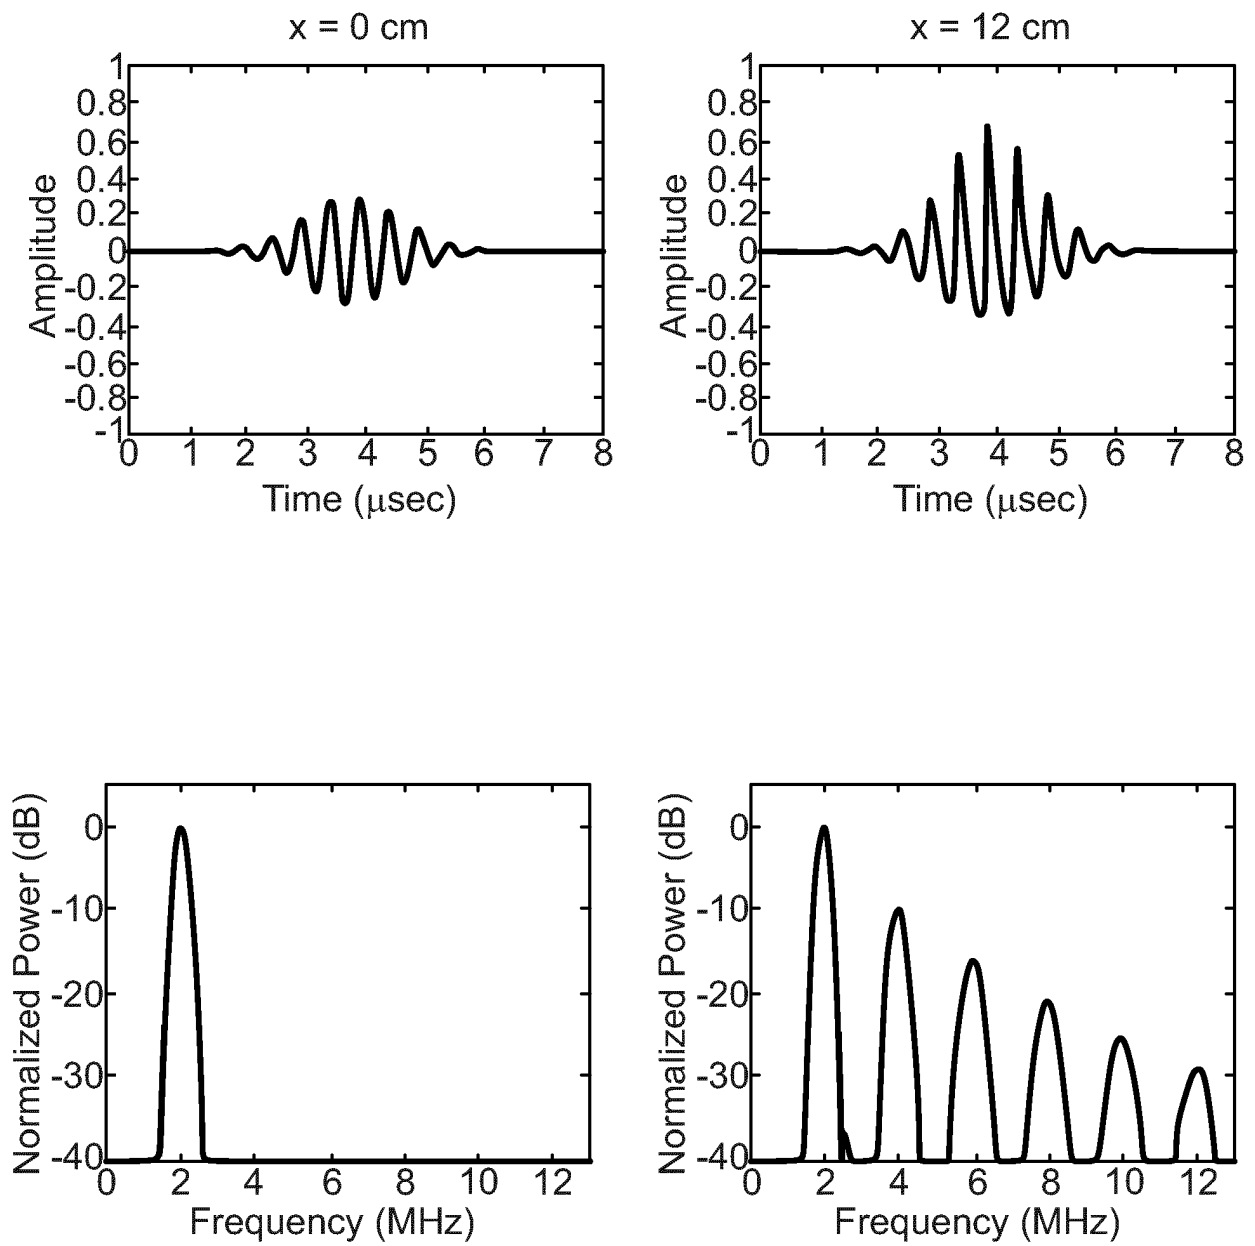 x = 0 cm
x = 12 cm
1
0.8
0.6
0.4
0.2
0
-0.2
-0.4
-0.6
-0.8
-1
Amplitude
0 1 2 3 4 5 6 7 8
Time (μsec)
1
0.8
0.6
0.4
0.2
0
-0.2
-0.4
-0.6
-0.8
-1
Amplitude
0 1 2 3 4 5 6 7 8
Time (μsec)
0
-10
-20
-30
-40
Normalized Power (dB)
0 2 4 6 8 10 12
Frequency (MHz)
0
-10
-20
-30
-40
Normalized Power (dB)
0 2 4 6 8 10 12
Frequency (MHz)